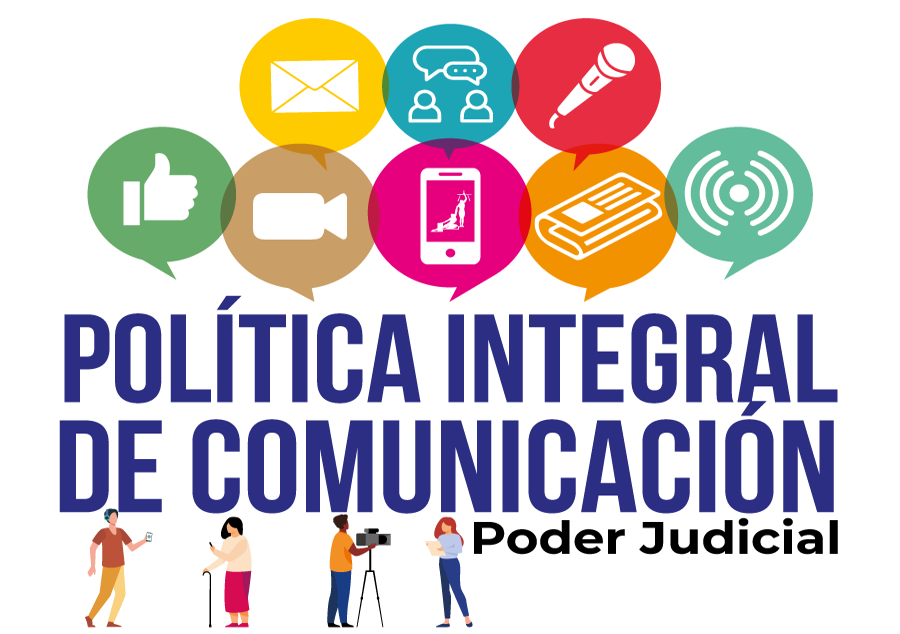 POLÍTICA INTEGRAL
DE COMUNICACIÓN
Poder Judicial